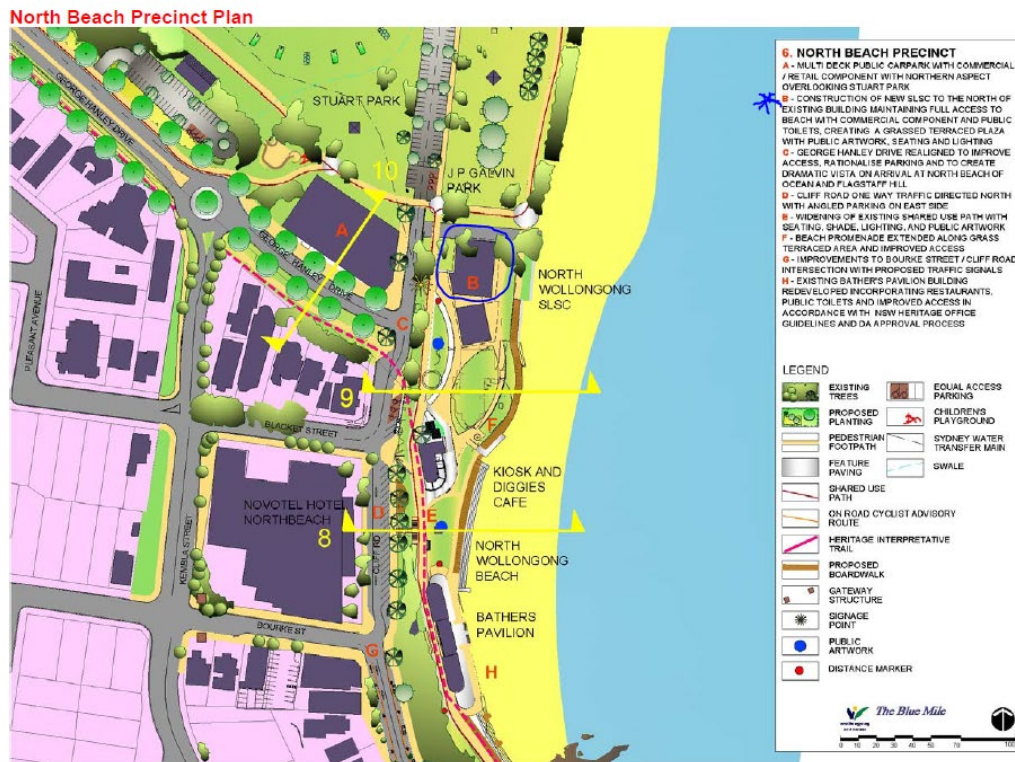 North Beach Precinct Plan
6. NORTH BEACH PRECINCT
A - MULTI DECK PUBLIC CARPARK WITH COMMERCIAL
/ RETAIL COMPONENT WITH NORTHERN ASPECT
OVERLOOKING STUART PARK
B - CONSTRUCTION OF NEW SLSC TO THE NORTH OF
EXISTING BUILDING MAINTAINING FULL ACCESS TO
BEACH WITH COMMERCIAL COMPONENT AND PUBLIC
TOILETS, CREATING A GRASSED TERRACED PLAZA
WITH PUBLIC ARTWORK, SEATING AND LIGHTING
C - GEORGE HANLEY DRIVE REALIGNED TO IMPROVE
ACCESS, RATIONALISE PARKING AND TO CREATE
DRAMATIC VISTA ON ARRIVAL AT NORTH BEACH OF
OCEAN AND FLAGSTAFF HILL
D - CLIFF ROAD ONE WAY TRAFFIC DIRECTED NORTH
WITH ANGLED PARKING ON EAST SIDE
E - WIDENING OF EXISTING SHARED USE PATH WITH
SEATING, SHADE, LIGHTING, AND PUBLIC ARTWORK
F - BEACH PROMENADE EXTENDED ALONG GRASS
TERRACED AREA AND IMPROVED ACCESS
G - IMPROVEMENTS TO BOURKE STREET / CLIFF ROAD
INTERSECTION WITH PROPOSED TRAFFIC SIGNALS
H - EXISTING BATHER'S PAVILION BUILDING
REDEVELOPED INCORPORATING RESTAURANTS,
PUBLIC TOILETS AND IMPROVED ACCESS IN
ACCORDANCE WITH NSW HERITAGE OFFICE
GUIDELINES AND DA APPROVAL PROCESS
LEGEND
EXISTING
TREES
PROPOSED
PLANTING
PEDESTRIAN
FOOTPATH
FEATURE
PAVING
SHARED USE
PATH
ON ROAD CYCLIST ADVISORY
ROUTE
HERITAGE INTERPRETATIVE
TRAIL
PROPOSED
BOARDWALK
GATEWAY
STRUCTURE
SIGNAGE
POINT
PUBLIC
ARTWORK
DISTANCE MARKER
EQUAL ACCESS
PARKING
CHILDREN'S
PLAYGROUND
SYDNEY WATER
TRANSFER MAIN
SWALE
The Blue Mile
0 10 20 30 40 50 70 100
GEORGE HANLEY DRIVE
STUART PARK
10
J P GALVIN
PARK
A
GEORGE HANLEY DRIVE
B
NORTH
WOLLONGONG
SLSC
PLEASANT AVENUE
C
9
BLACKET STREET
F
KIOSK AND
DIGGIES
CAFE
NOVOTEL HOTEL
NORTHBEACH
D
E
8
KEMBLA STREET
CLIFF RD
NORTH
WOLLONGONG
BEACH
BATHERS
PAVILION
BOURKE ST
G
H